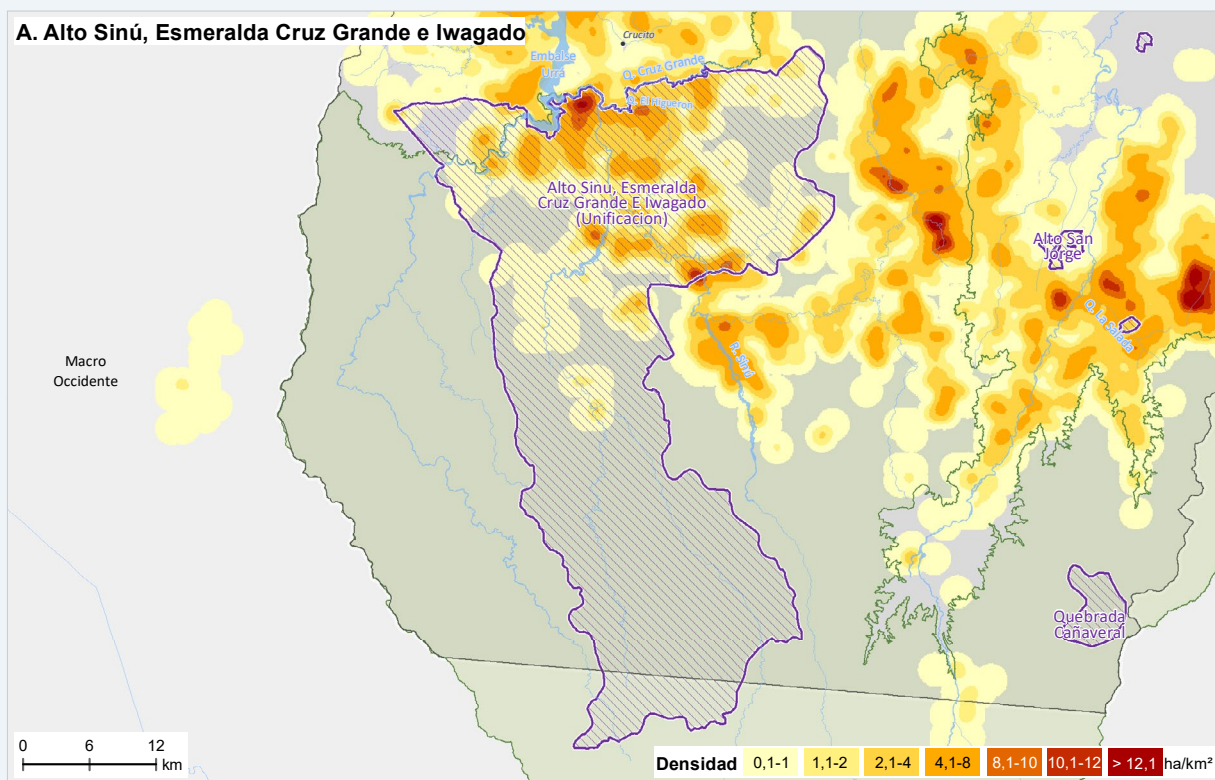 A. Alto Sinú, Esmeralda Cruz Grande e Iwagado
Crucito
Embalse
Urrá
Q. Cruz Grande
El Higueron
Alto Sinu, Esmeralda
Cruz Grande E Iwagado
(Unificacion)
Alto San
Jorge
Q. La Salada
R. Sinú
Macro
Occidente
Quebrada
Cañaveral
0 6 12
km
Densidad 0,1-1 1,1-2 2,1-4 4,1-8 8,1-10 10,1-12 > 12,1 ha/km²